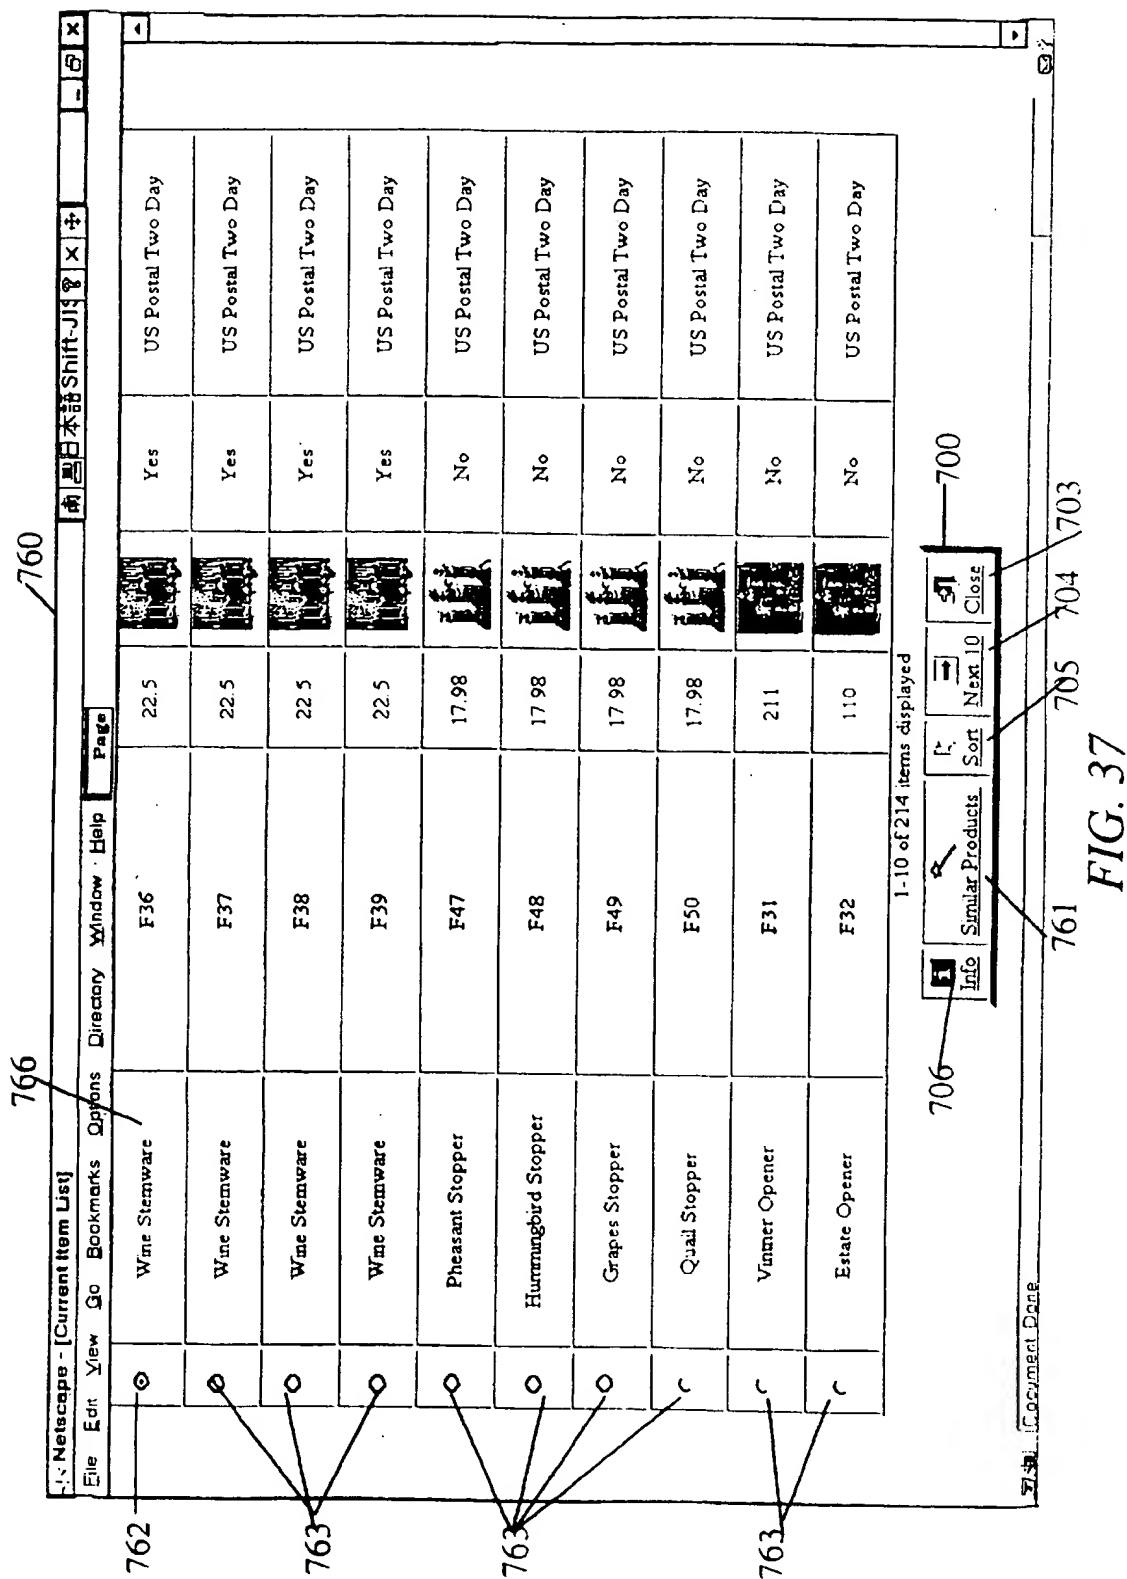 760
766
Netscape - [Current Item List]
日本語 Shift-JIS ?
File Edit View Go Bookmarks Options Directory Window Help Page
762 Wine Stemware F36 22.5 Yes US Postal Two Day
Wine Stemware F37 22.5 Yes US Postal Two Day
763 Wine Stemware F38 22.5 Yes US Postal Two Day
Wine Stemware F39 22.5 Yes US Postal Two Day
Pheasant Stopper F47 17.98 No US Postal Two Day
763 Hummingbird Stopper F48 17.98 No US Postal Two Day
Grapes Stopper F49 17.98 No US Postal Two Day
Quail Stopper F50 17.98 No US Postal Two Day
763 Vintner Opener F31 211 No US Postal Two Day
Estate Opener F32 110 No US Postal Two Day
1-10 of 214 items displayed
706 700
Info Similar Products Sort Next 10 Close
Document Done
761 705 704 703
FIG. 37